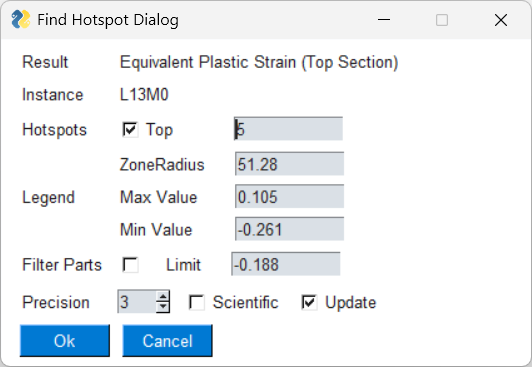 Find Hotspot Dialog
Result Equivalent Plastic Strain (Top Section)
Instance L13M0
Hotspots Top 5
ZoneRadius 51.28
Legend Max Value 0.105
Min Value -0.261
Filter Parts Limit -0.188
Precision 3 Scientific Update
Ok Cancel